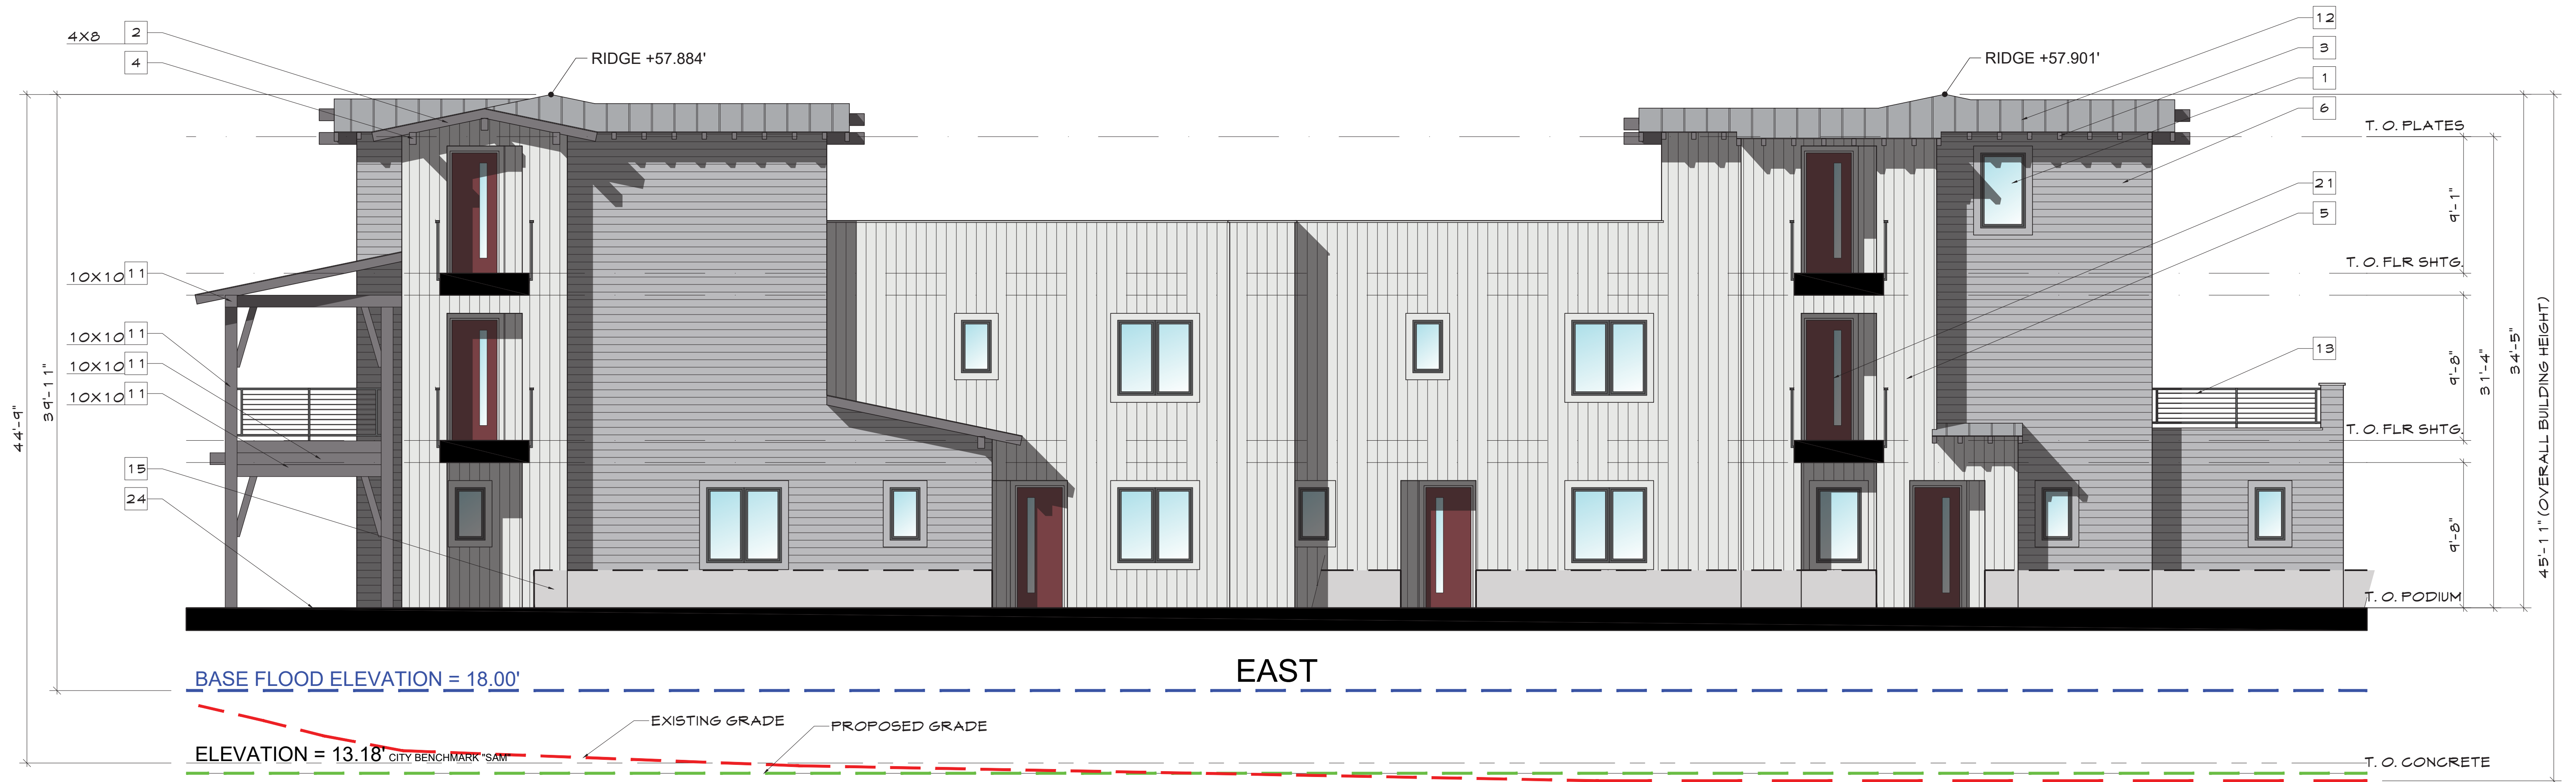 4X8 2
4
RIDGE +57.884'
RIDGE +57.901'
12
3
1
6
T. O. PLATES
21
5
9'-1"
T. O. FLR SHTG.
10X10 11
10X10 11
10X10 11
10X10 11
13
9'-8"
31'-4"
34'-5"
45'-11" (OVERALL BUILDING HEIGHT)
39'-11"
44'-9"
T. O. FLR SHTG.
15
24
9'-8"
T. O. PODIUM
EAST
BASE FLOOD ELEVATION = 18.00'
EXISTING GRADE
PROPOSED GRADE
ELEVATION = 13.18' CITY BENCHMARK "SAM"
T. O. CONCRETE